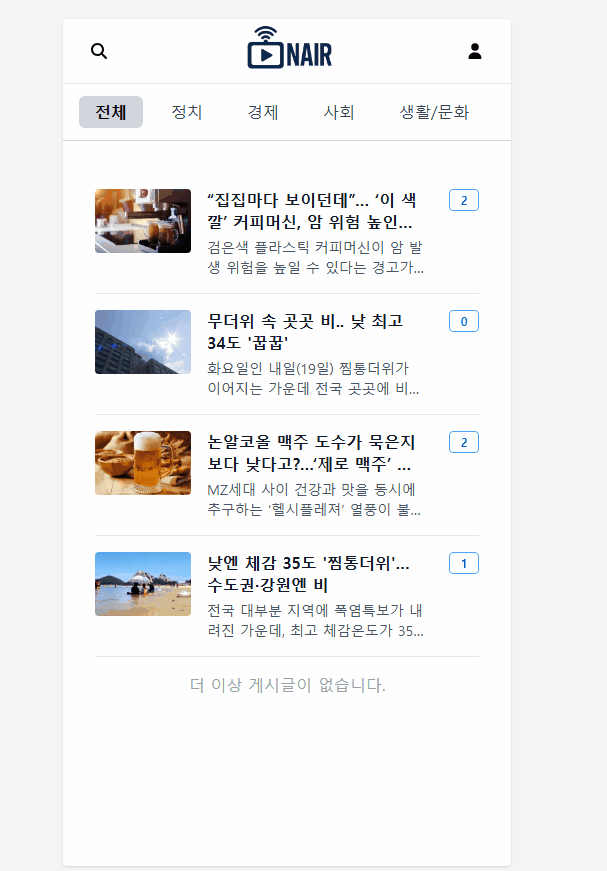 NAIR
전체 정치 경제 사회 생활/문화
“집집마다 보이던데”... ‘이 색
깔’ 커피머신, 암 위험 높인...
2
검은색 플라스틱 커피머신이 암 발
생 위험을 높일 수 있다는 경고가...
무더위 속 곳곳 비.. 낮 최고
34도 '꿉꿉'
0
화요일인 내일(19일) 찜통더위가
이어지는 가운데 전국 곳곳에 비...
논알코올 맥주 도수가 묵은지
보다 낮다고?...‘제로 맥주’ ...
2
MZ세대 사이 건강과 맛을 동시에
추구하는 ‘헬시플레져’ 열풍이 불...
낮엔 체감 35도 '찜통더위'...
수도권·강원엔 비
1
전국 대부분 지역에 폭염특보가 내
려진 가운데, 최고 체감온도가 35...
더 이상 게시글이 없습니다.